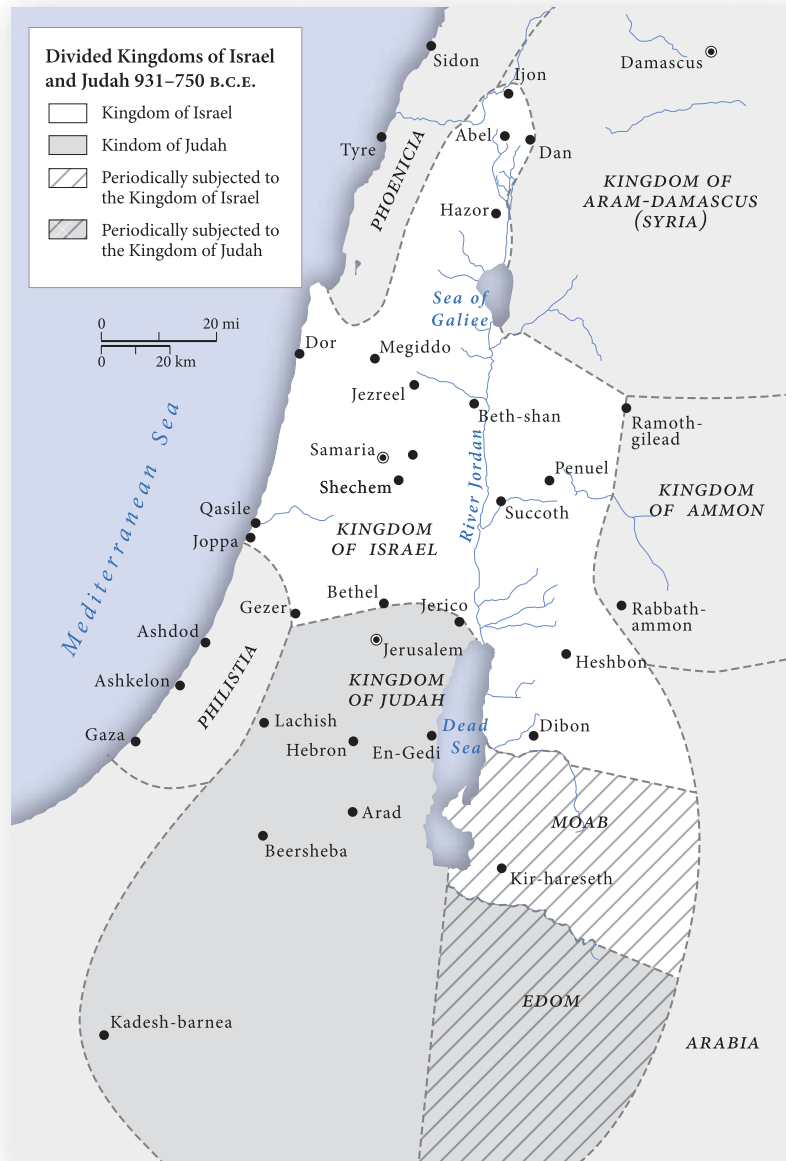 Divided Kingdoms of Israel
and Judah 931–750 B.C.E.
Kingdom of Israel
Kindom of Judah
Periodically subjected to
the Kingdom of Israel
Periodically subjected to
the Kingdom of Judah
0 20 mi
0 20 km
Sidon
Damascus
Ijon
Tyre
Abel
Dan
PHOENICIA
KINGDOM OF
ARAM-DAMASCUS
(SYRIA)
Hazor
Sea of
Galiee
Dor
Megiddo
Jezreel
Beth-shan
Ramoth-
gilead
Mediterranean Sea
Samaria
Shechem
River Jordan
Penuel
Succoth
KINGDOM
OF AMMON
Qasile
Joppa
KINGDOM
OF ISRAEL
Bethel
Gezer
Jerico
Rabbath-
ammon
Ashdod
Jerusalem
Heshbon
Ashkelon
PHILISTIA
KINGDOM
OF JUDAH
Gaza
Lachish
Hebron
En-Gedi
Dead
Sea
Dibon
Arad
MOAB
Beersheba
Kir-hareseth
EDOM
Kadesh-barnea
ARABIA